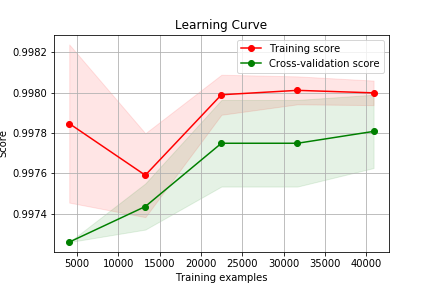 Learning Curve
Training score
Cross-validation score
0.9982
0.9980
0.9978
0.9976
0.9974
Score
5000 10000 15000 20000 25000 30000 35000 40000
Training examples